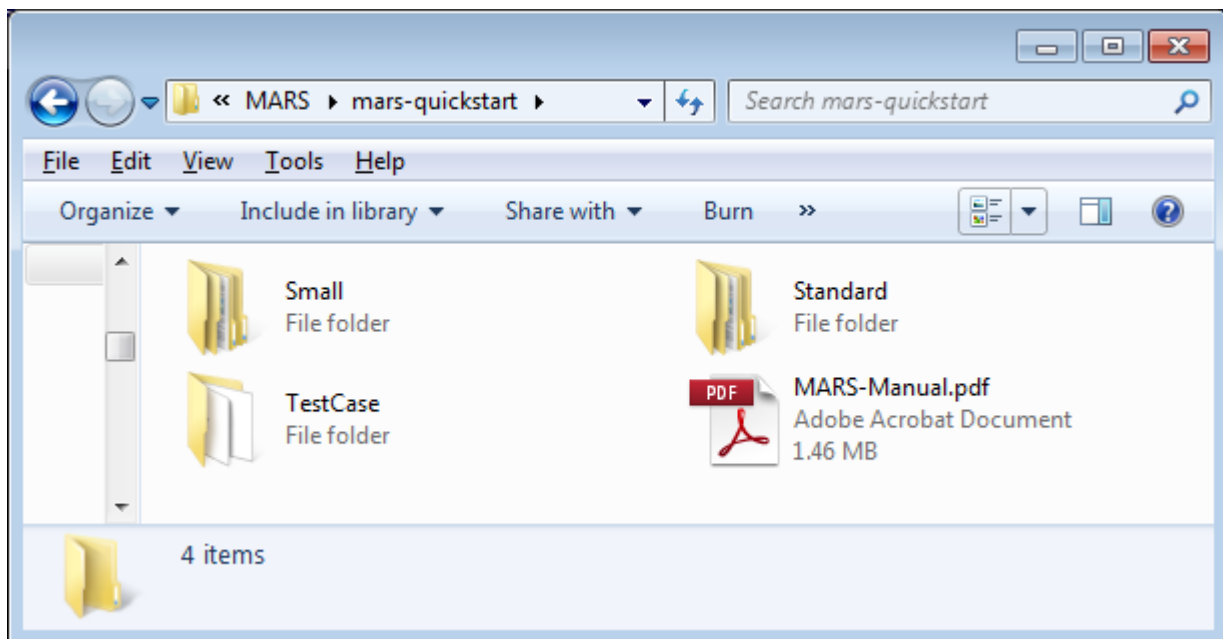 « MARS ▸ mars-quickstart ▸
Search mars-quickstart
File Edit View Tools Help
Organize Include in library Share with Burn »
Small
File folder
Standard
File folder
TestCase
File folder
PDF
MARS-Manual.pdf
Adobe Acrobat Document
1.46 MB
4 items